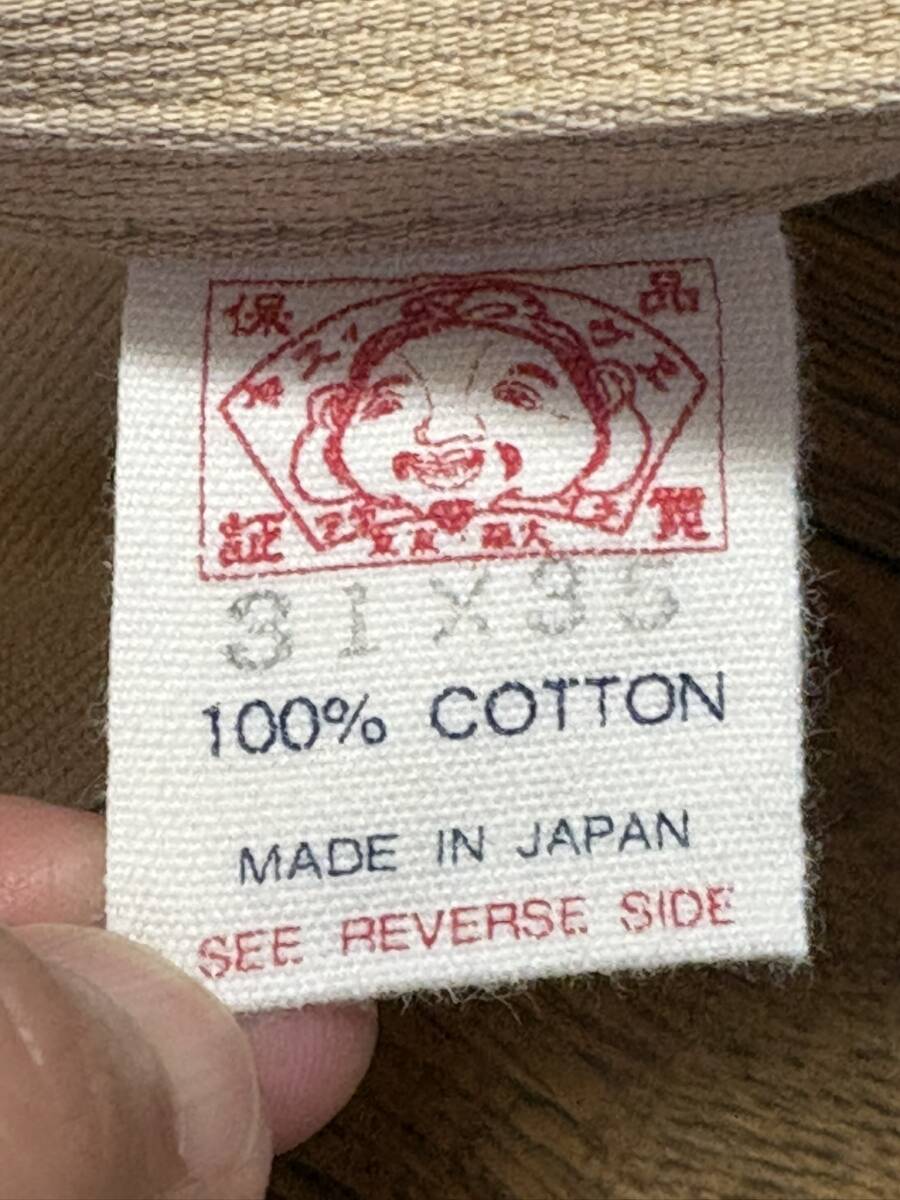 保 品
証 質
31X35
100% COTTON
MADE IN JAPAN
SEE REVERSE SIDE